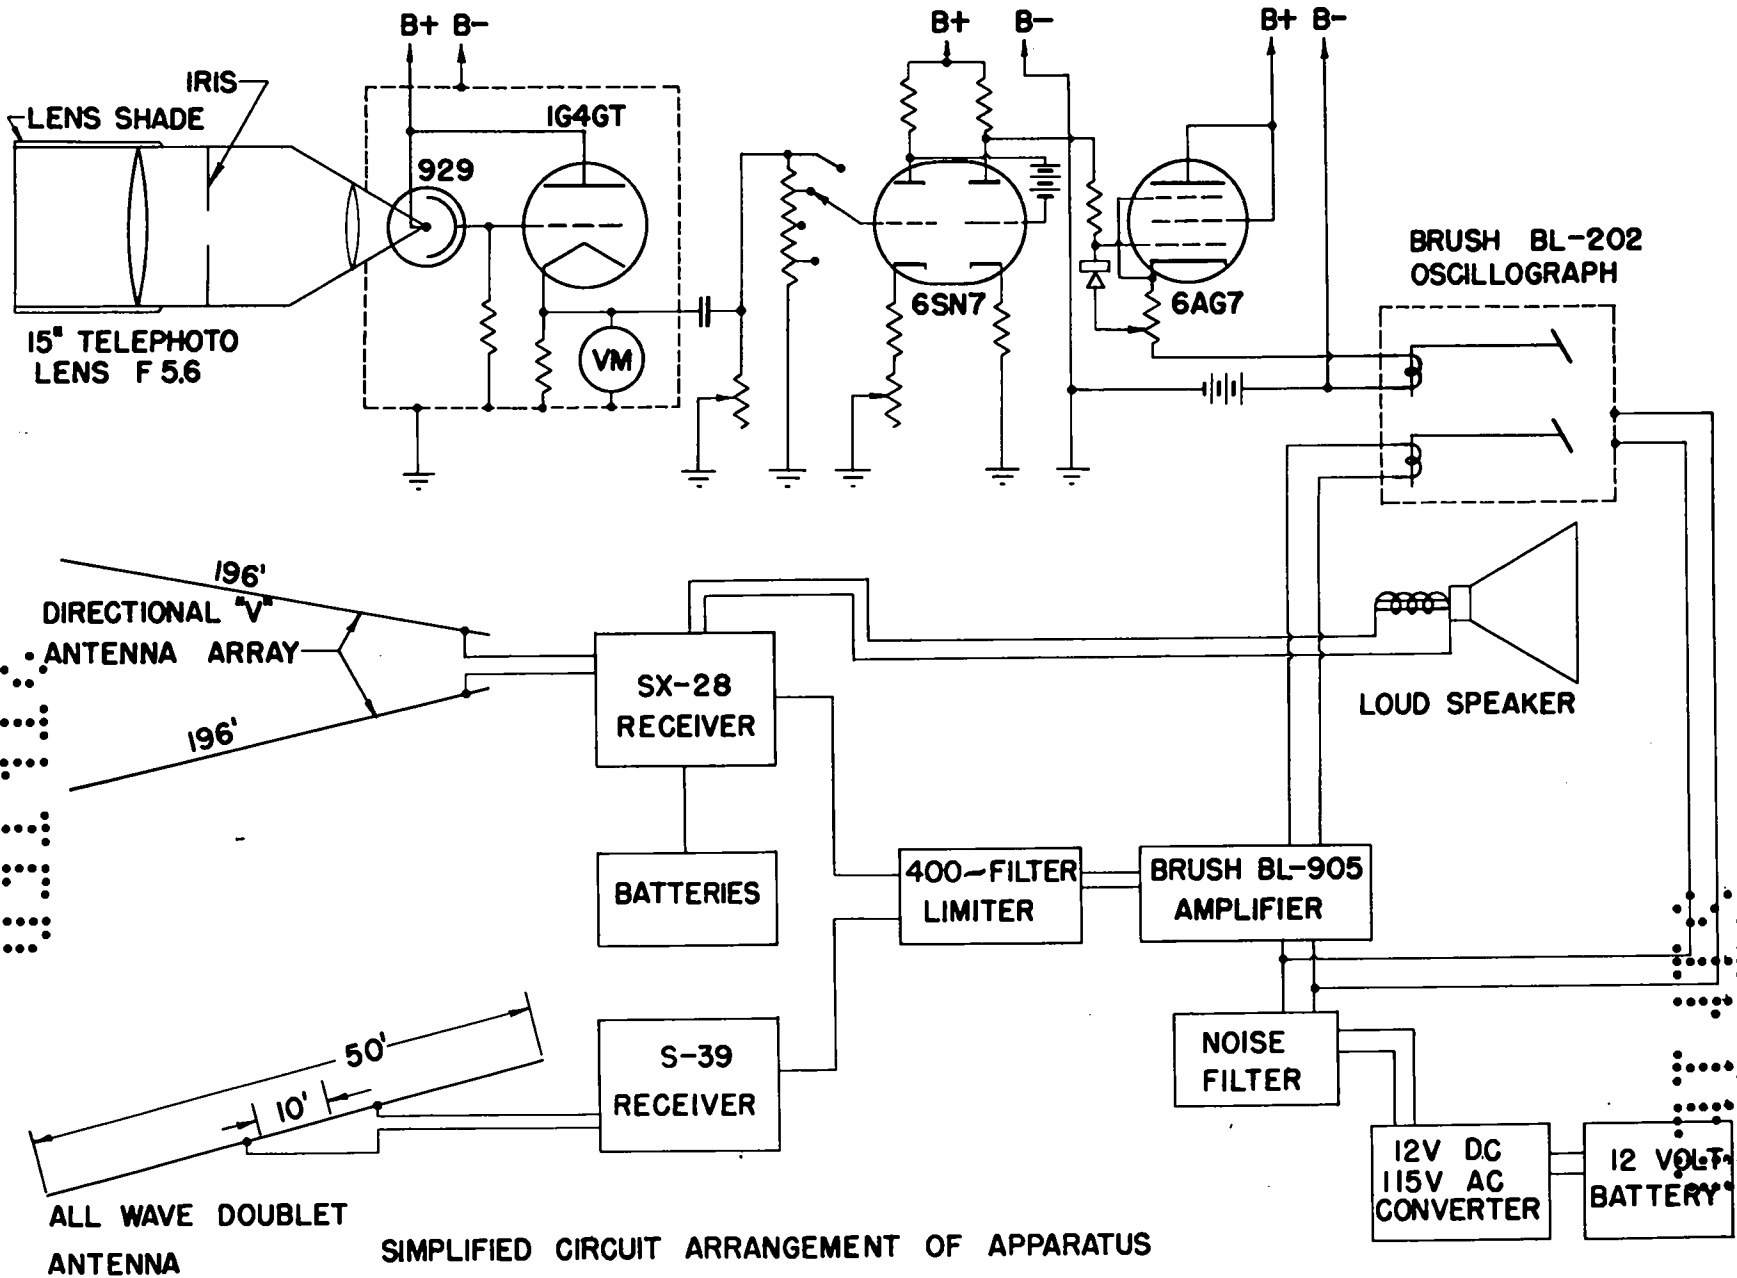 B+ B-
B+ B-
B+ B-
IRIS
LENS SHADE
1G4GT
929
BRUSH BL-202
OSCILLOGRAPH
6SN7
6AG7
15" TELEPHOTO
LENS F 5.6
VM
196'
DIRECTIONAL "V"
ANTENNA ARRAY
196'
SX-28
RECEIVER
LOUD SPEAKER
BATTERIES
400~FILTER
LIMITER
BRUSH BL-905
AMPLIFIER
50'
10'
S-39
RECEIVER
NOISE
FILTER
12V D.C
115V AC
CONVERTER
12 VOLT
BATTERY
ALL WAVE DOUBLET
ANTENNA
SIMPLIFIED CIRCUIT ARRANGEMENT OF APPARATUS